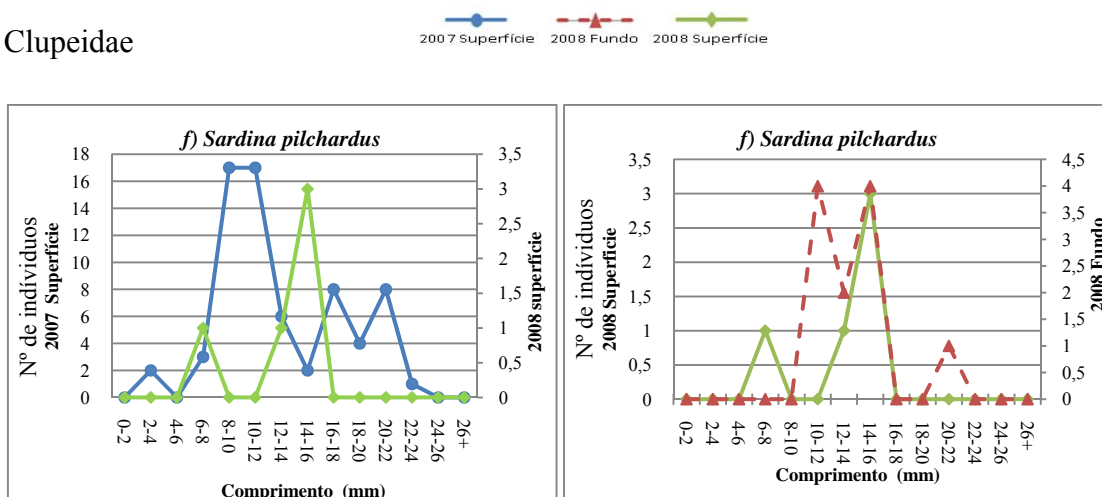 Clupeidae
2007 Superfície 2008 Fundo 2008 Superfície
f) Sardina pilchardus
Nº de indivíduos
2007 Superfície
18
16
14
12
10
8
6
4
2
0
3,5
3
2,5
2
1,5
1
0,5
0
2008 superfície
0-2 2-4 4-6 6-8 8-10 10-12 12-14 14-16 16-18 18-20 20-22 22-24 24-26 26+
Comprimento (mm)
f) Sardina pilchardus
Nº de indivíduos
2008 Superfície
3,5
3
2,5
2
1,5
1
0,5
0
4,5
4
3,5
3
2,5
2
1,5
1
0,5
0
2008 Fundo
0-2 2-4 4-6 6-8 8-10 10-12 12-14 14-16 16-18 18-20 20-22 22-24 24-26 26+
Comprimento (mm)